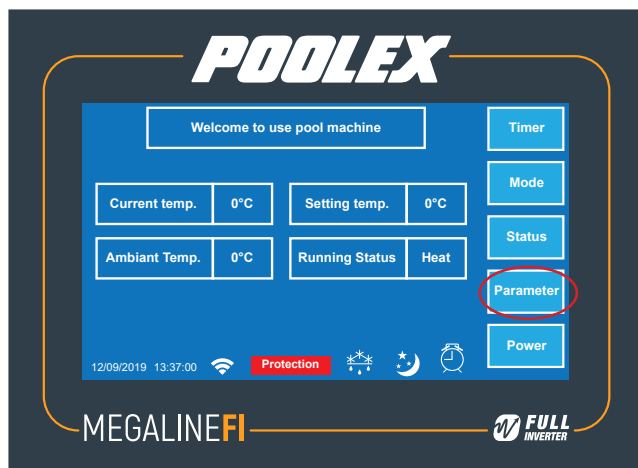 POOLEX
Welcome to use pool machine
Timer
Mode
Current temp. 0°C Setting temp. 0°C
Status
Ambiant Temp. 0°C Running Status Heat
Parameter
Power
12/09/2019 13:37:00 Protection
MEGALINEFI
FULL
INVERTER